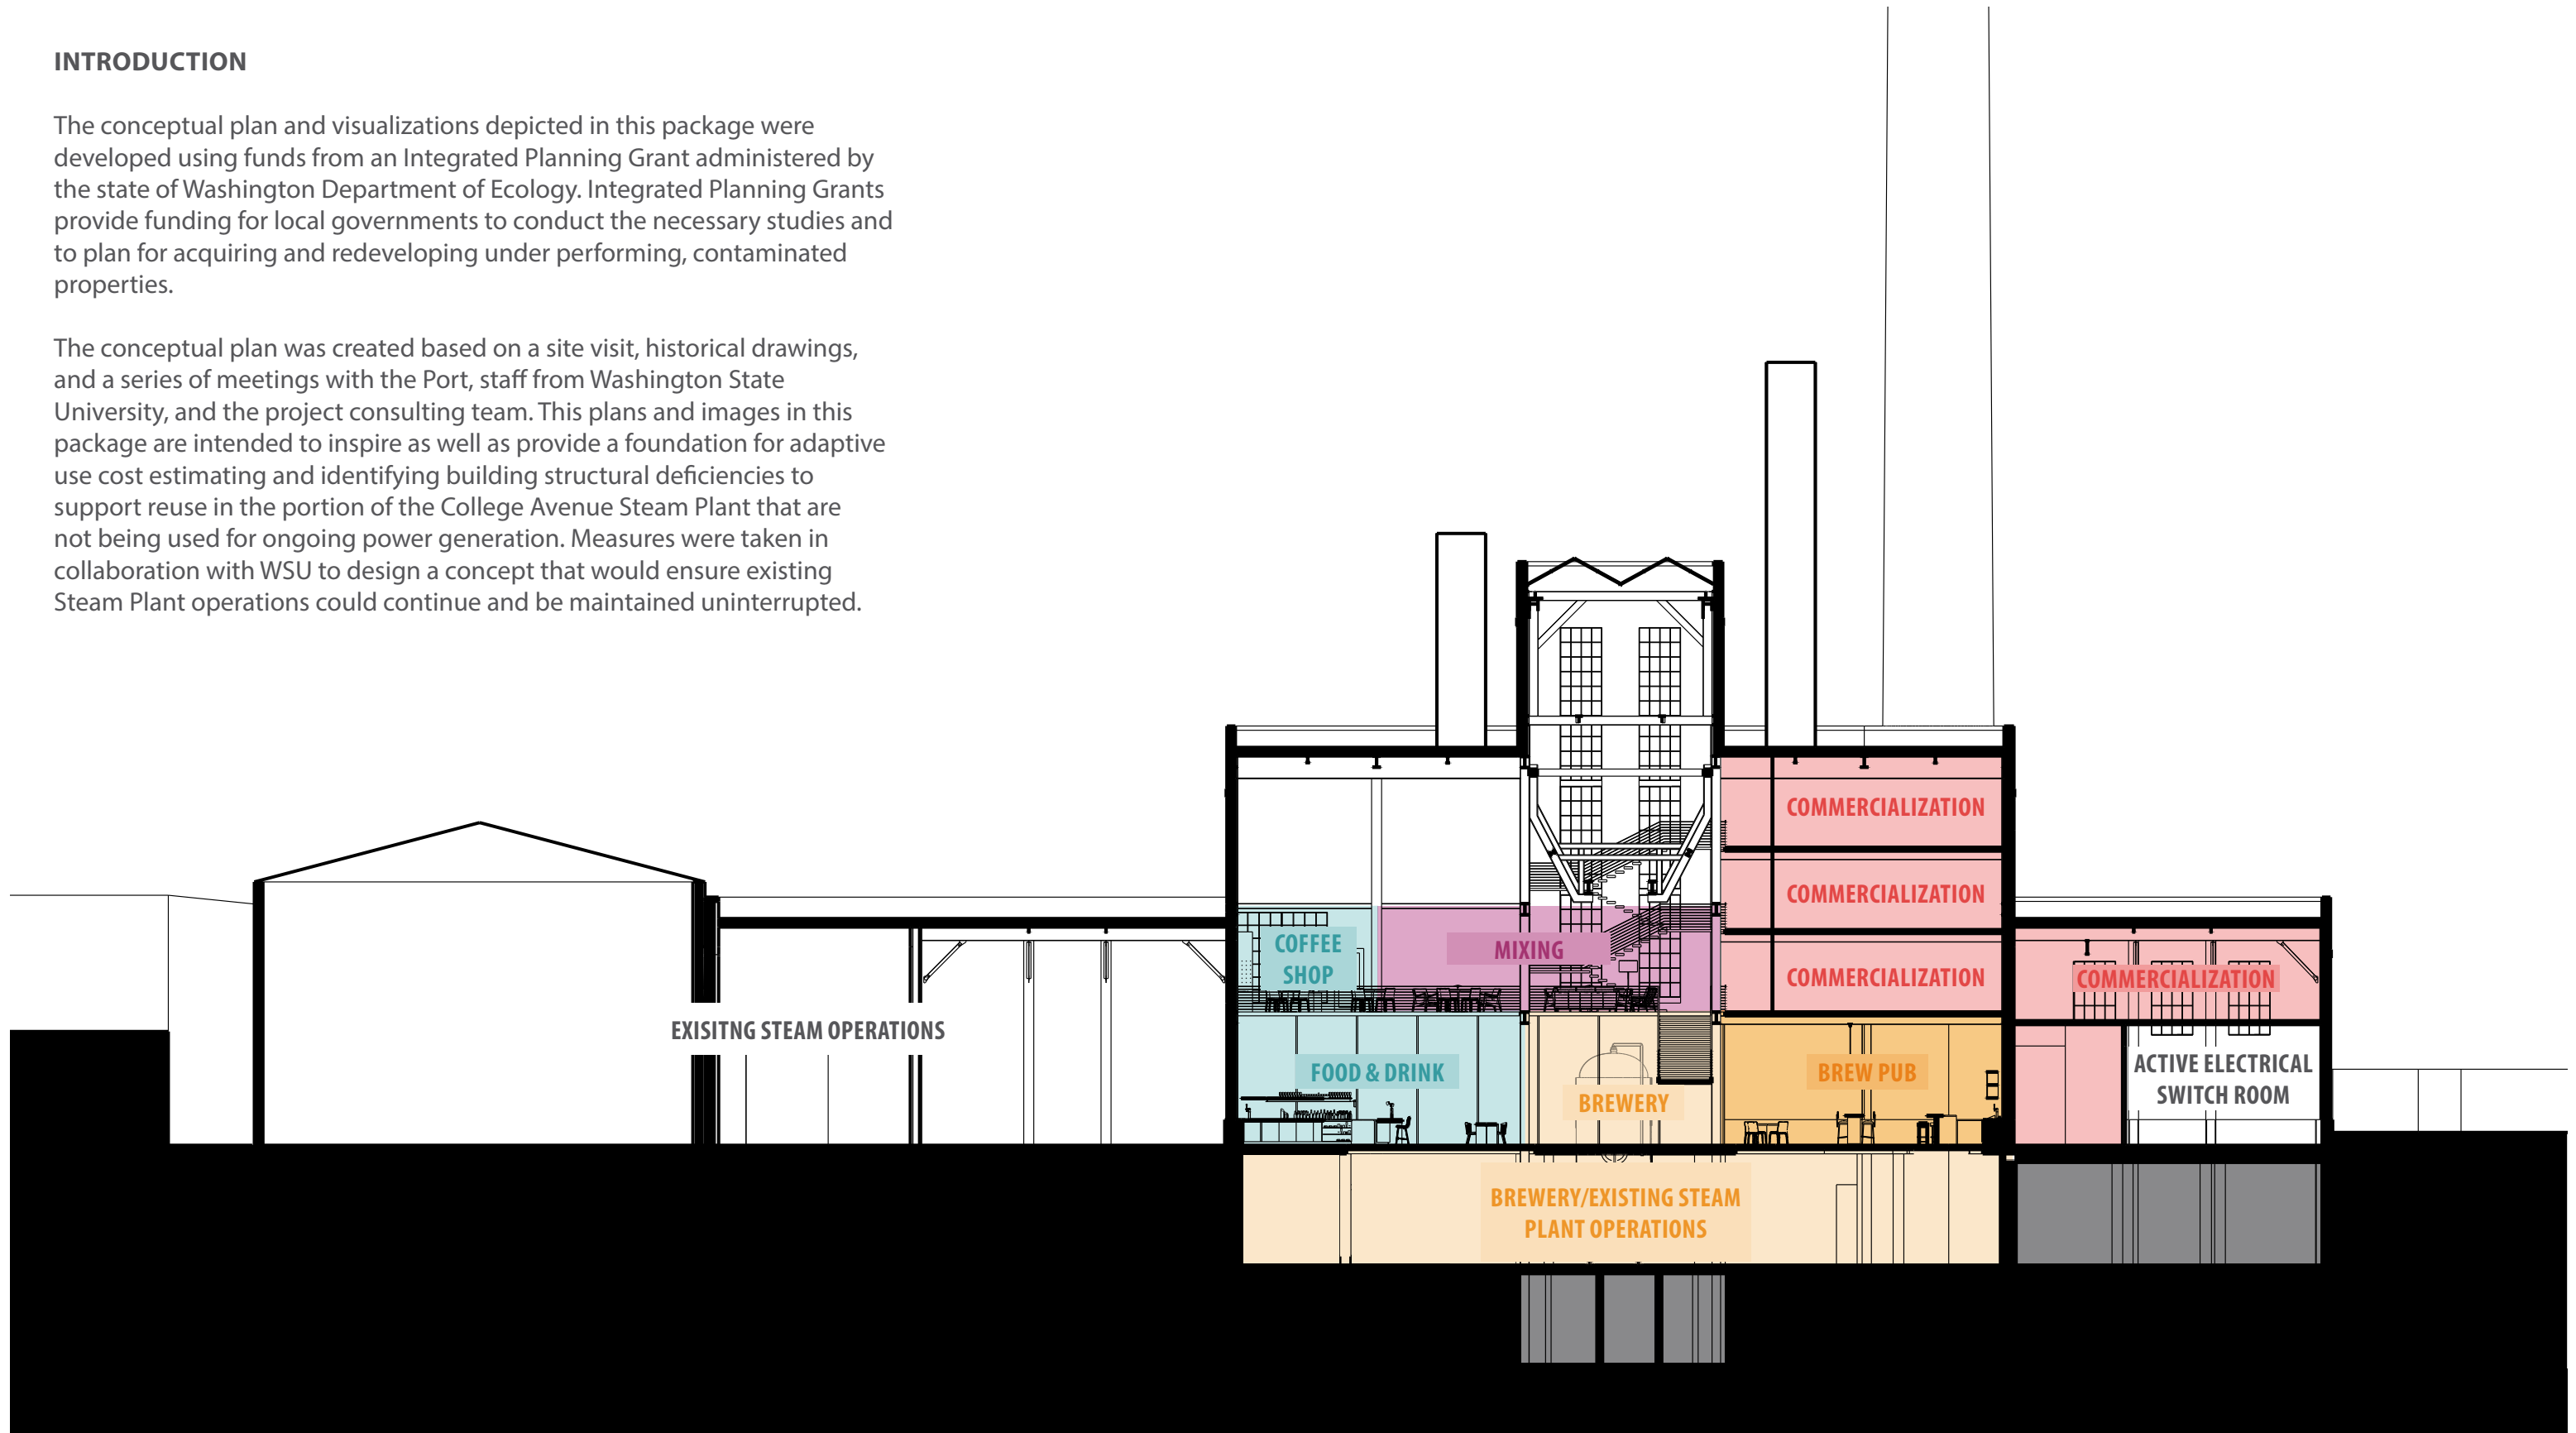 INTRODUCTION
The conceptual plan and visualizations depicted in this package were
developed using funds from an Integrated Planning Grant administered by
the state of Washington Department of Ecology. Integrated Planning Grants
provide funding for local governments to conduct the necessary studies and
to plan for acquiring and redeveloping under performing, contaminated
properties.
The conceptual plan was created based on a site visit, historical drawings,
and a series of meetings with the Port, staff from Washington State
University, and the project consulting team. This plans and images in this
package are intended to inspire as well as provide a foundation for adaptive
use cost estimating and identifying building structural deficiencies to
support reuse in the portion of the College Avenue Steam Plant that are
not being used for ongoing power generation. Measures were taken in
collaboration with WSU to design a concept that would ensure existing
Steam Plant operations could continue and be maintained uninterrupted.
COMMERCIALIZATION
COMMERCIALIZATION
COFFEE
SHOP
MIXING
COMMERCIALIZATION
COMMERCIALIZATION
EXISITNG STEAM OPERATIONS
FOOD & DRINK
BREWERY
BREW PUB
ACTIVE ELECTRICAL
SWITCH ROOM
BREWERY/EXISTING STEAM
PLANT OPERATIONS